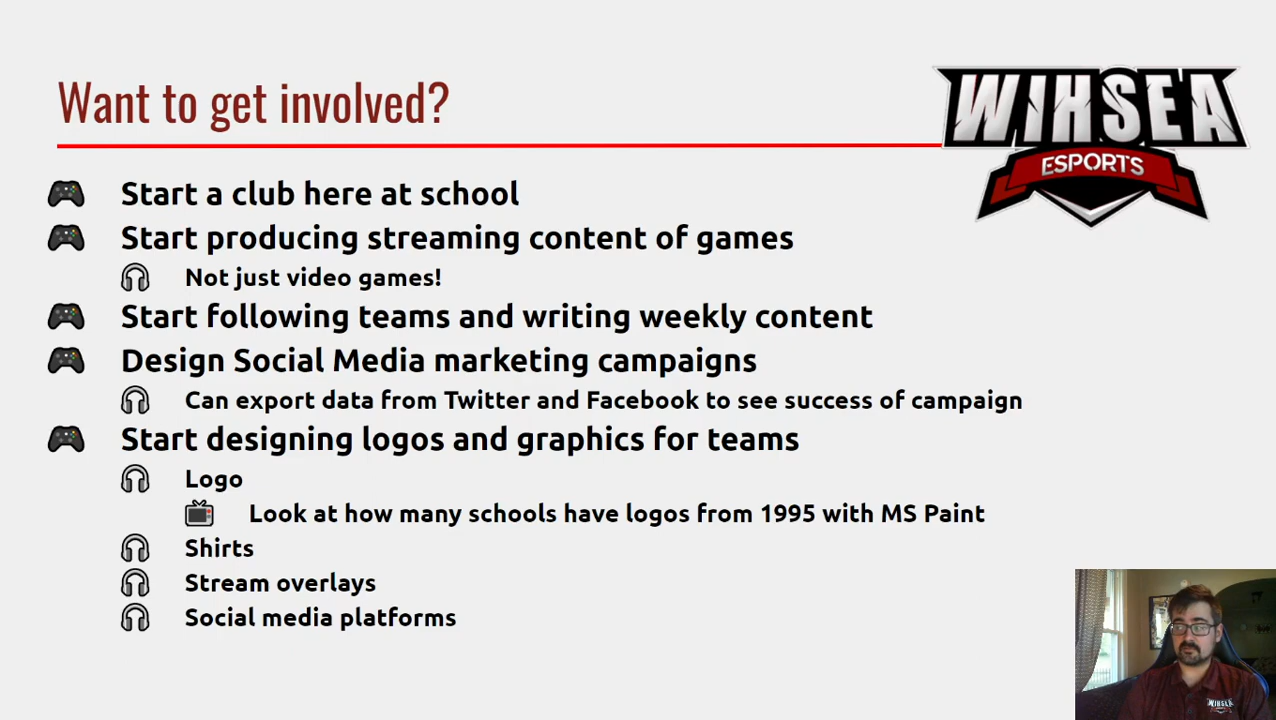 Want to get involved?
WIHSEA
ESPORTS
Start a club here at school
Start producing streaming content of games
Not just video games!
Start following teams and writing weekly content
Design Social Media marketing campaigns
Can export data from Twitter and Facebook to see success of campaign
Start designing logos and graphics for teams
Logo
Look at how many schools have logos from 1995 with MS Paint
Shirts
Stream overlays
Social media platforms
WIHSEA